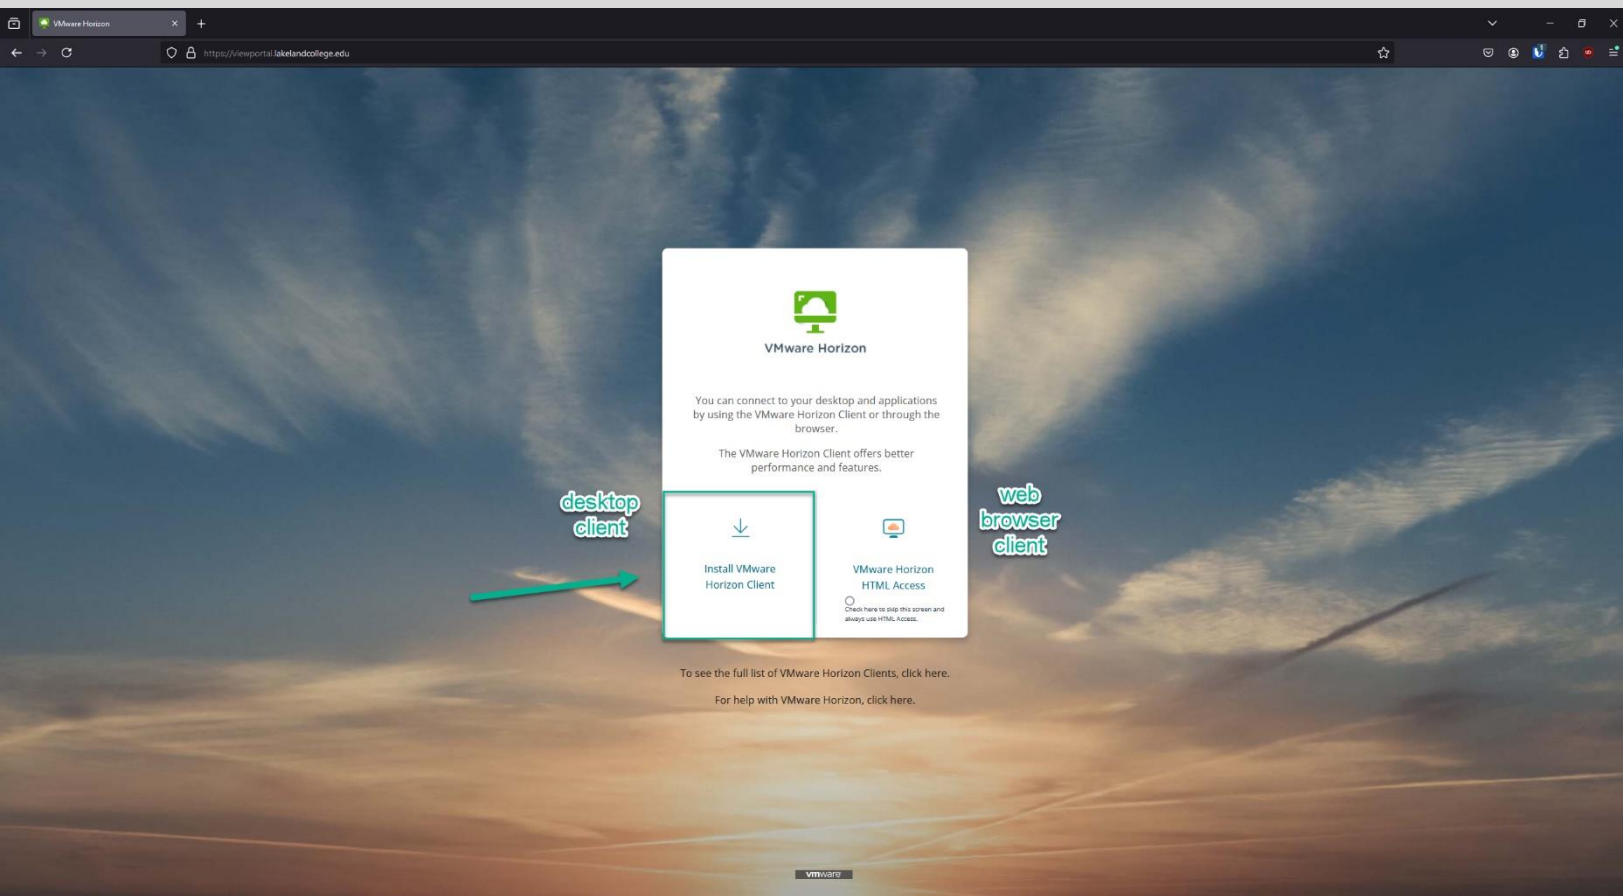 VMware Horizon
https://viewportal.lakelandcollege.edu
VMware Horizon
You can connect to your desktop and applications
by using the VMware Horizon Client or through the
browser.
The VMware Horizon Client offers better
performance and features.
desktop
client
Install VMware
Horizon Client
VMware Horizon
HTML Access
Check here to skip this screen and
always use HTML Access.
web
browser
client
To see the full list of VMware Horizon Clients, click here.
For help with VMware Horizon, click here.
vmware